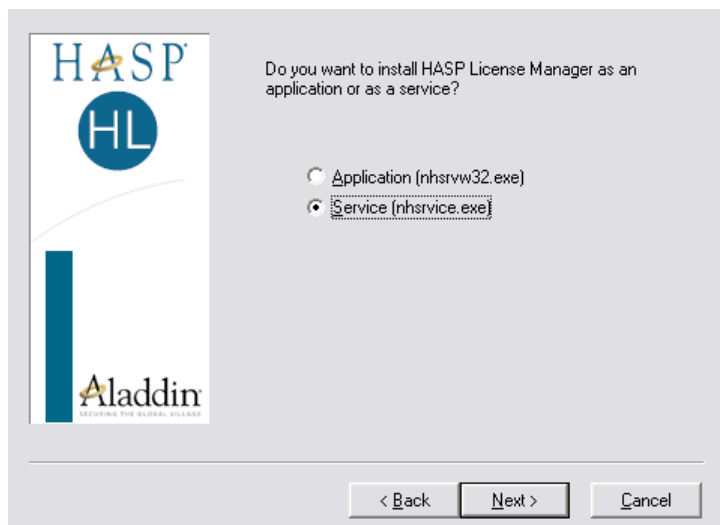 HASP
HL
Aladdin
SECURING THE GLOBAL VILLAGE
Do you want to install HASP License Manager as an
application or as a service?
Application (nhsrvw32.exe)
Service (nhsrvice.exe)
< Back
Next >
Cancel